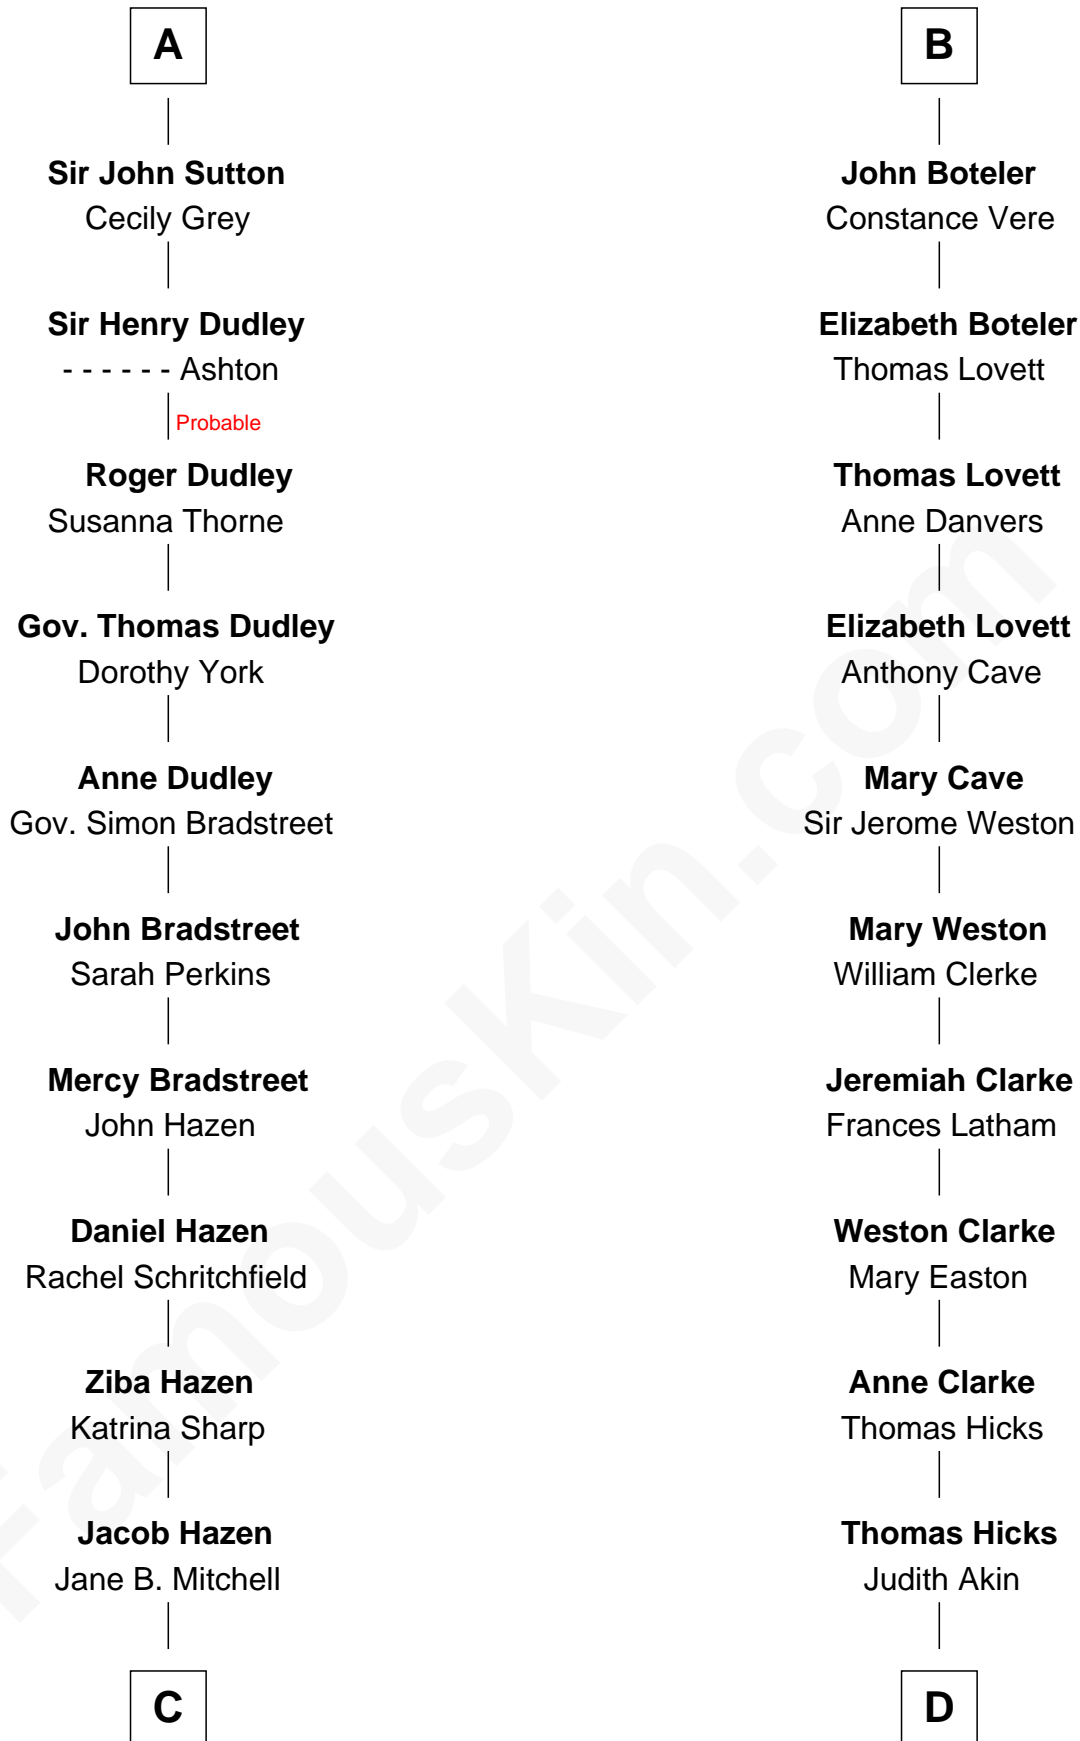 A
Sir John Sutton
Cecily Grey
Sir Henry Dudley
- - - - - - Ashton
Probable
Roger Dudley
Susanna Thorne
Gov. Thomas Dudley
Dorothy York
Anne Dudley
Gov. Simon Bradstreet
John Bradstreet
Sarah Perkins
Mercy Bradstreet
John Hazen
Daniel Hazen
Rachel Schritchfield
Ziba Hazen
Katrina Sharp
Jacob Hazen
Jane B. Mitchell
C
B
John Boteler
Constance Vere
Elizabeth Boteler
Thomas Lovett
Thomas Lovett
Anne Danvers
Elizabeth Lovett
Anthony Cave
Mary Cave
Sir Jerome Weston
Mary Weston
William Clerke
Jeremiah Clarke
Frances Latham
Weston Clarke
Mary Easton
Anne Clarke
Thomas Hicks
Thomas Hicks
Judith Akin
D
FamousKin.com